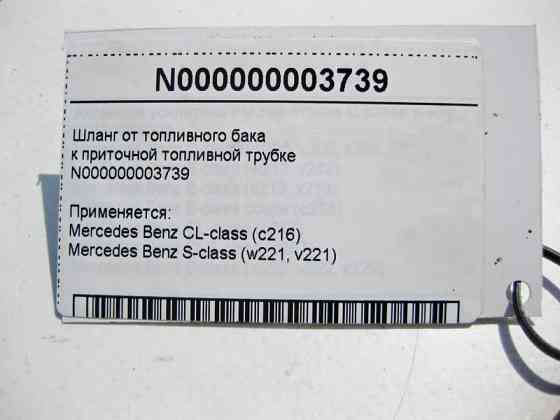 N000000003739
Шланг от топливного бака
к приточной топливной трубке
N000000003739
Применяется:
Mercedes Benz CL-class (c216)
Mercedes Benz S-class (w221, v221)